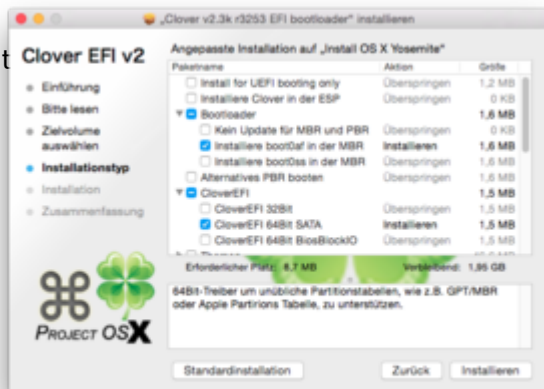 „Clover v2.3k r3253 EFI bootloader“ installieren
t
Clover EFI v2
Einführung
Bitte lesen
Zielvolume
auswählen
Installationstyp
Installation
Zusammenfassung
PROJECT OSX
Angepasste Installation auf „Install OS X Yosemite“
Paketname Aktion Größe
Install for UEFI booting only Überspringen 1,2 MB
Installiere Clover in der ESP Überspringen 0 KB
Bootloader 1,6 MB
Kein Update für MBR und PBR Überspringen 0 KB
Installiere boot0af in der MBR Installieren 1,6 MB
Installiere boot0ss in der MBR Überspringen 1,6 MB
Alternatives PBR booten Überspringen 1,6 MB
CloverEFI 1,5 MB
CloverEFI 32Bit Überspringen 1,5 MB
CloverEFI 64Bit SATA Installieren 1,5 MB
CloverEFI 64Bit BiosBlockIO Überspringen 1,5 MB
Erforderlicher Platz: 6,7 MB Verbleibend: 1,95 GB
64Bit-Treiber um unübliche Partitionstabellen, wie z.B. GPT/MBR
oder Apple Partirions Tabelle, zu unterstützen.
Standardinstallation Zurück Installieren